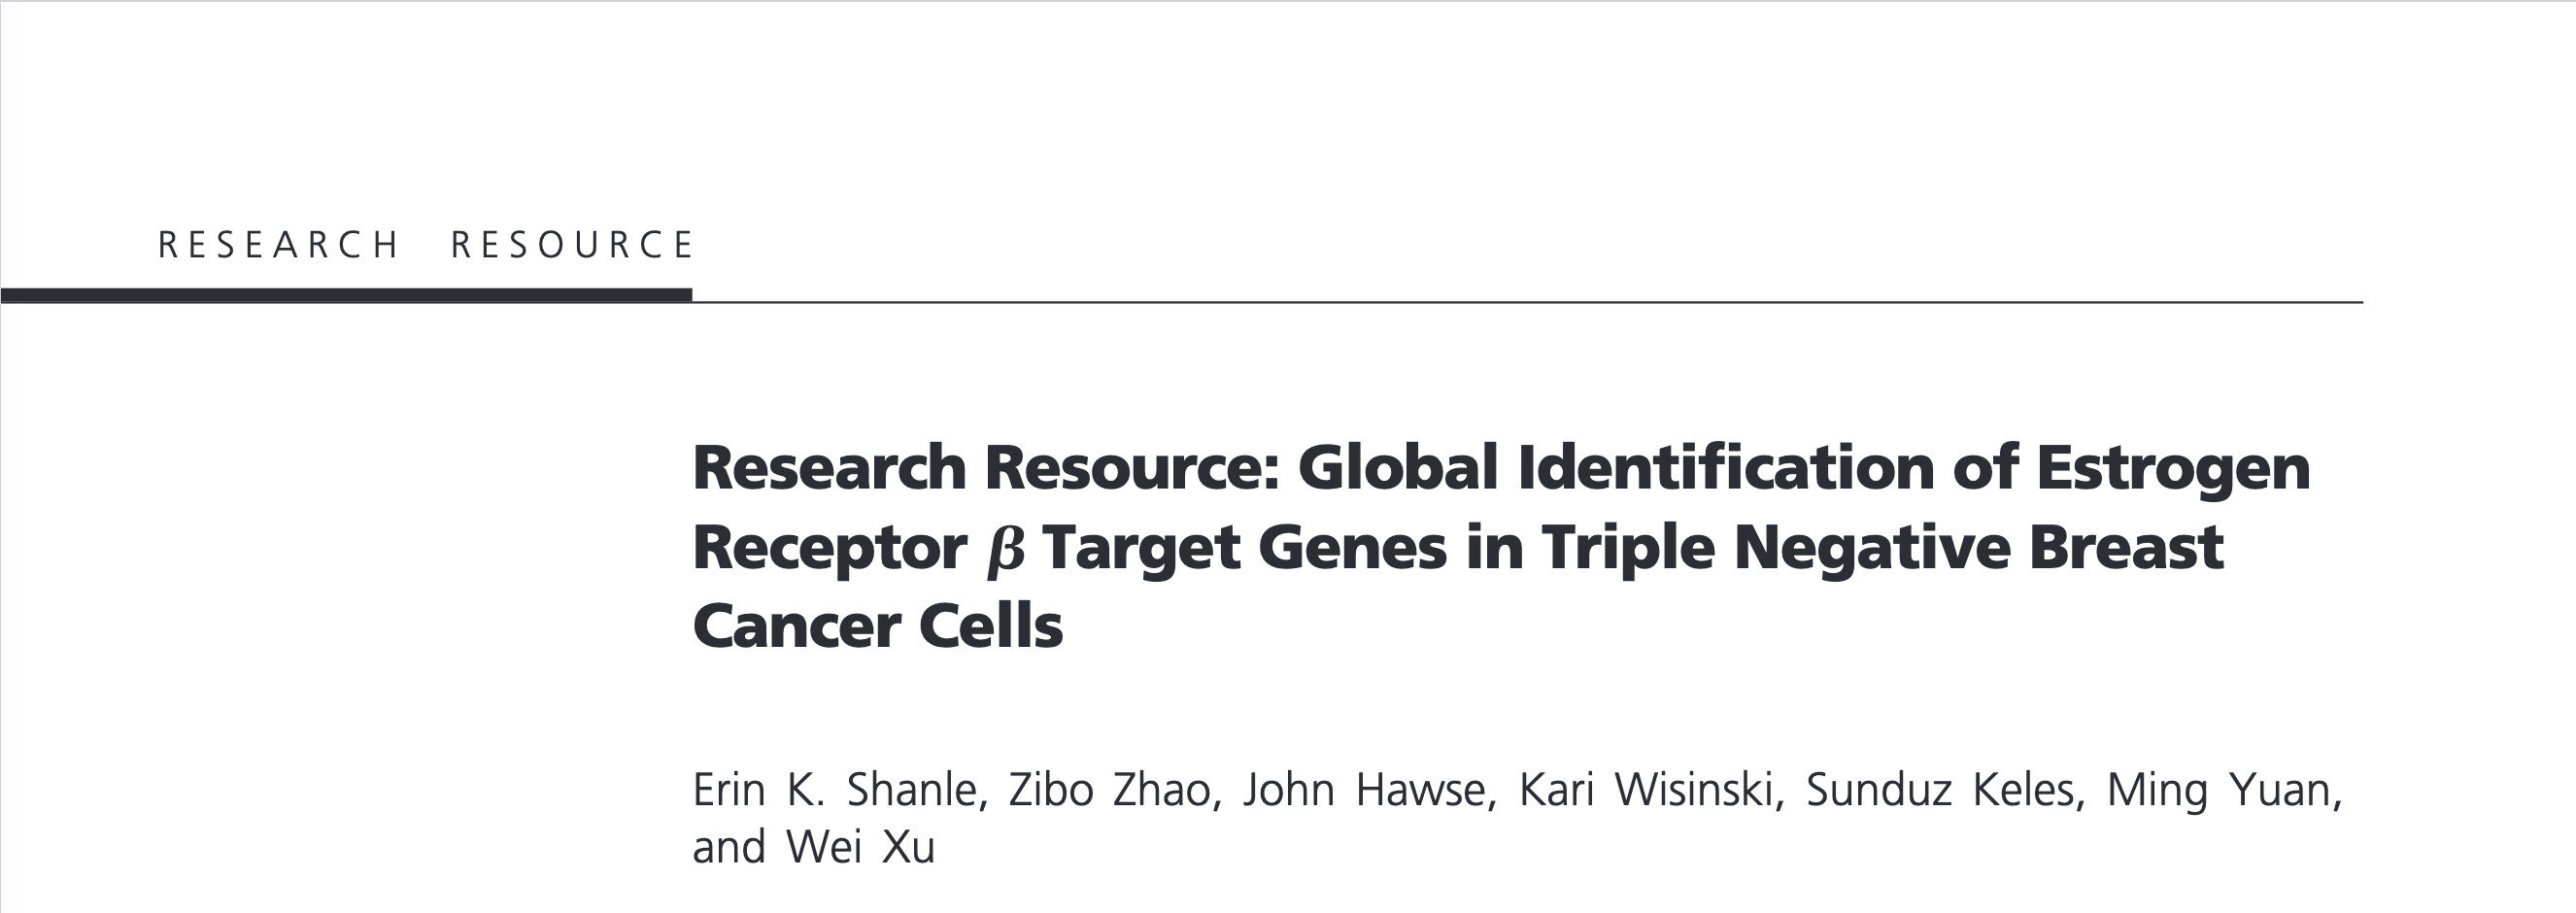 RESEARCH RESOURCE
Research Resource: Global Identification of Estrogen
Receptor β Target Genes in Triple Negative Breast
Cancer Cells
Erin K. Shanle, Zibo Zhao, John Hawse, Kari Wisinski, Sunduz Keles, Ming Yuan,
and Wei Xu